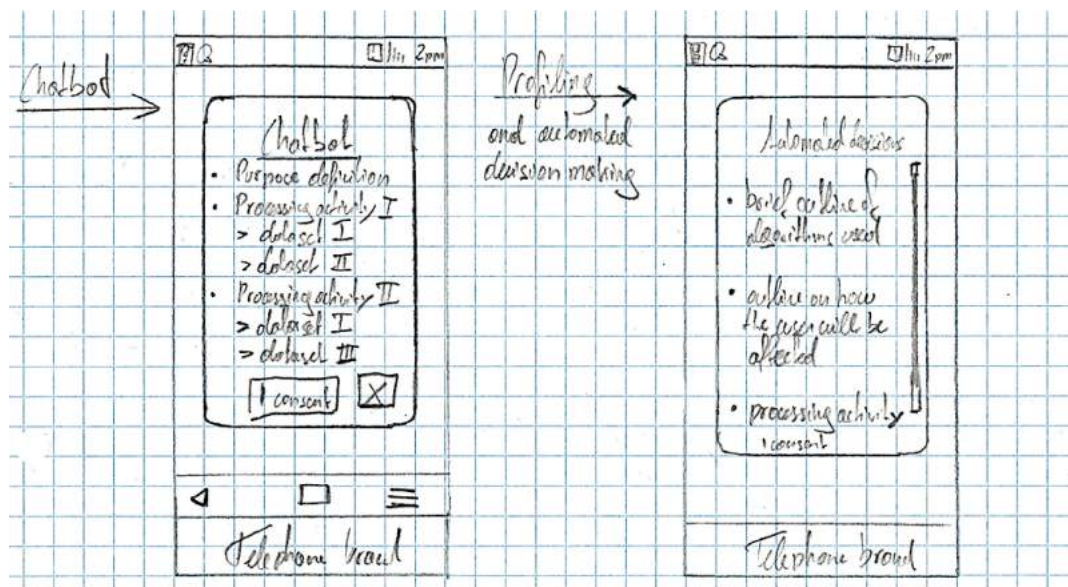 Chatbod
2pm
Chatbot
• Purpose definition
• Processing activity I
> dataset I
> dataset II
• Processing activity II
> dataset I
> dataset III
I consent X
Telephone brand
Profiling
and automated
decision making
2pm
Automated decisions
• brief outline of
algorithms used
• outline on how
the user will be
affected
• processing activity
I consent
Telephone brand